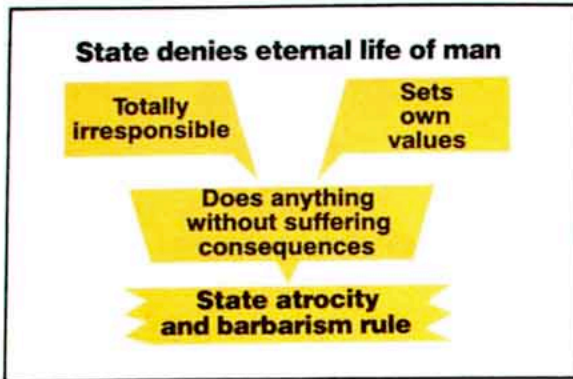 State denies eternal life of man
Totally
irresponsible
Sets
own
values
Does anything
without suffering
consequences
State atrocity
and barbarism rule